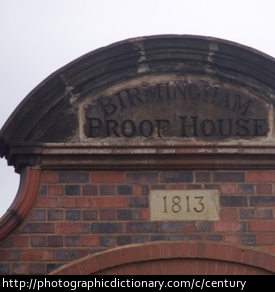 BIRMINGHAM
PROOF HOUSE
1813
http://photographicdictionary.com/c/century